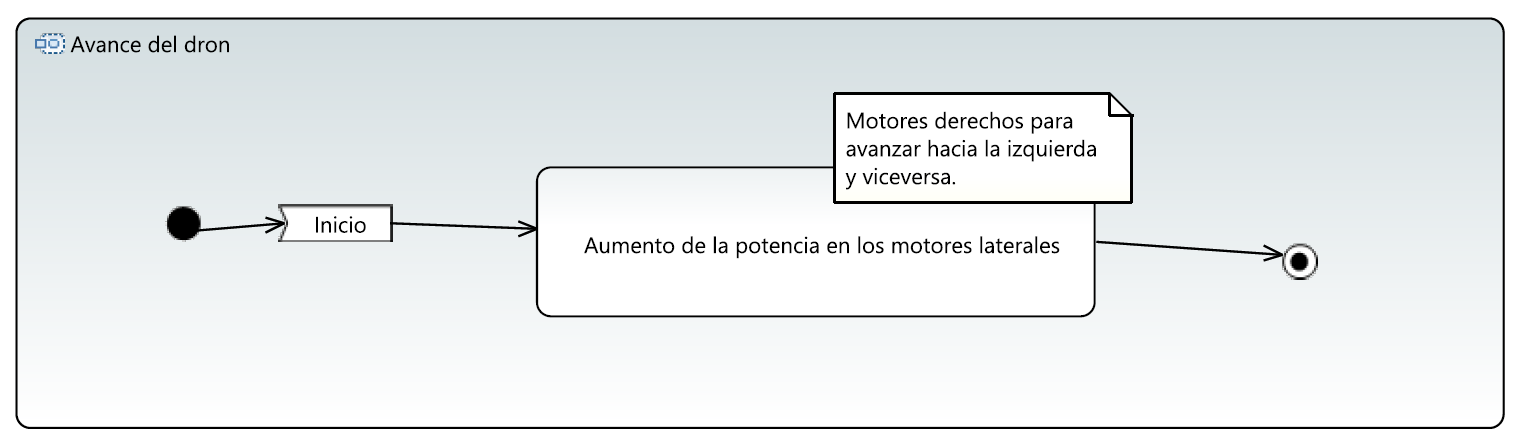 Avance del dron
Motores derechos para
avanzar hacia la izquierda
y viceversa.
Inicio
Aumento de la potencia en los motores laterales